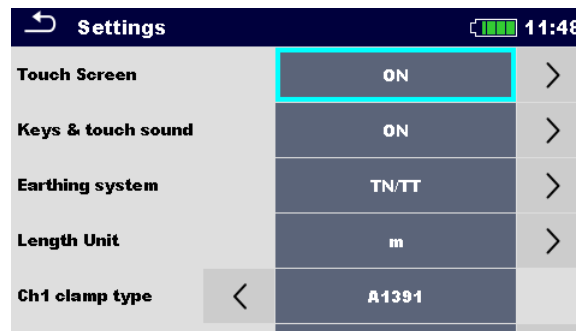 Settings 11:48
Touch Screen ON
Keys & touch sound ON
Earthing system TN/TT
Length Unit m
Ch1 clamp type A1391